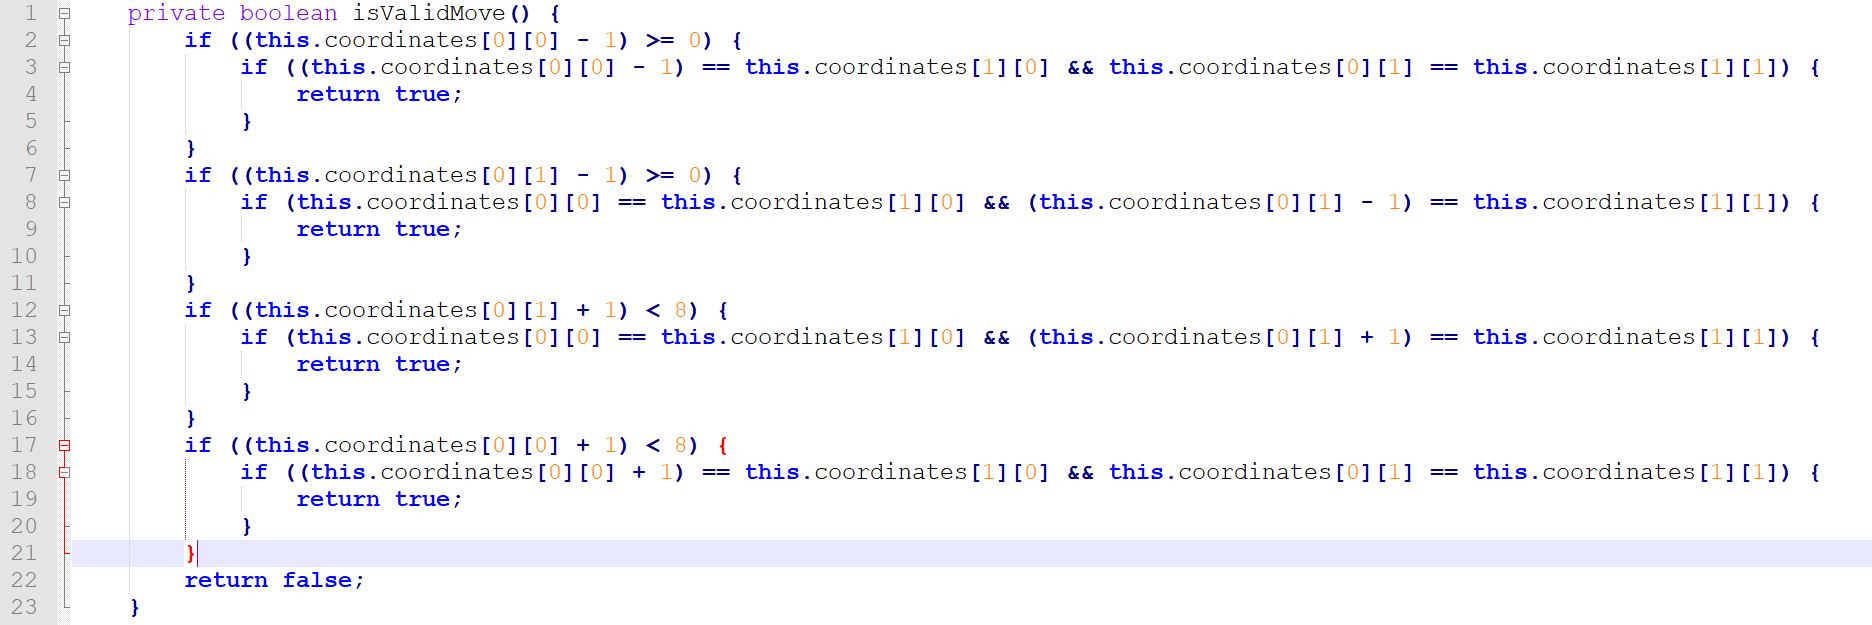 1 private boolean isValidMove() {
2 if ((this.coordinates[0][0] - 1) >= 0) {
3 if ((this.coordinates[0][0] - 1) == this.coordinates[1][0] && this.coordinates[0][1] == this.coordinates[1][1]) {
4 return true;
5 }
6 }
7 if ((this.coordinates[0][1] - 1) >= 0) {
8 if (this.coordinates[0][0] == this.coordinates[1][0] && (this.coordinates[0][1] - 1) == this.coordinates[1][1]) {
9 return true;
10 }
11 }
12 if ((this.coordinates[0][1] + 1) < 8) {
13 if (this.coordinates[0][0] == this.coordinates[1][0] && (this.coordinates[0][1] + 1) == this.coordinates[1][1]) {
14 return true;
15 }
16 }
17 if ((this.coordinates[0][0] + 1) < 8) {
18 if ((this.coordinates[0][0] + 1) == this.coordinates[1][0] && this.coordinates[0][1] == this.coordinates[1][1]) {
19 return true;
20 }
21 }
22 return false;
23 }